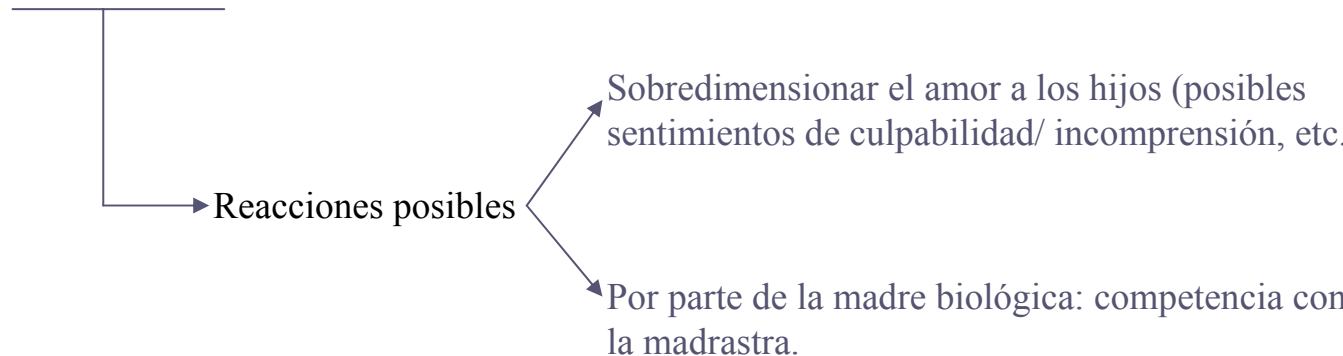 Sobredimensionar el amor a los hijos (posibles
sentimientos de culpabilidad/ incomprensión, etc.
Reacciones posibles
Por parte de la madre biológica: competencia con
la madrastra.